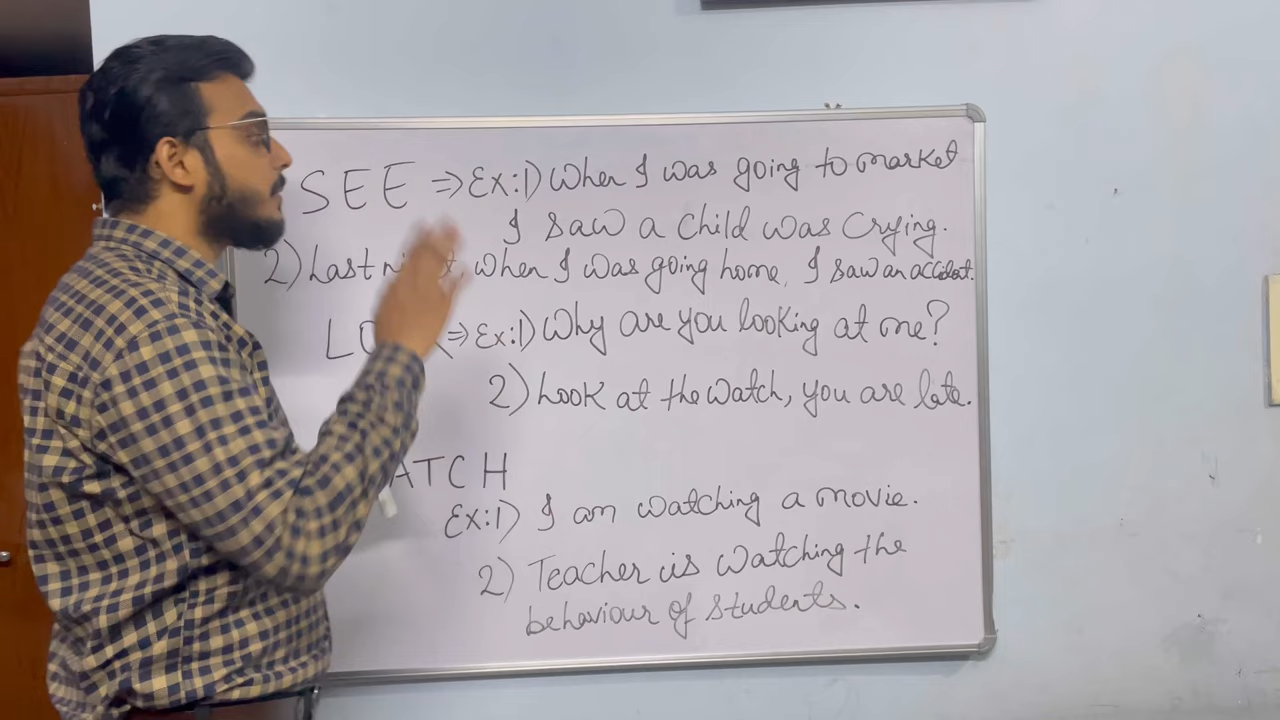 SEE => Ex:1) When I was going to market
I saw a child was crying.
2) Last when I was going home, I saw an accident.
=> Ex:1) Why are you looking at me?
2) Look at the watch, you are late.
ATCH
Ex:1) I am watching a movie.
2) Teacher is watching the
behaviour of students.